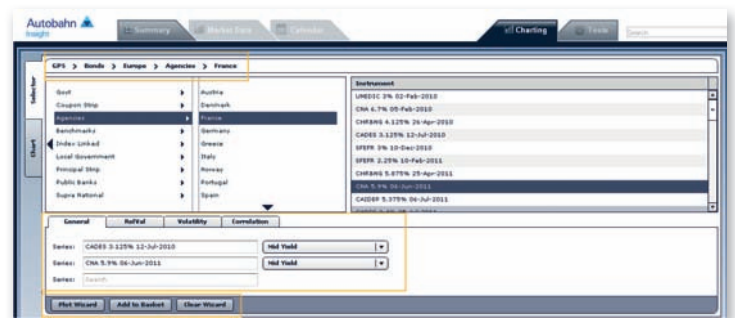 Autobahn
Insight
Summary
Market Data
Calendar
Charting
Tools
Search
GPS > Bonds > Europe > Agencies > France
Selector
Chart
Govt
Coupon Strip
Agencies
Benchmarks
Index Linked
Local Government
Principal Strip
Public Banks
Supra National
Austria
Denmark
France
Germany
Greece
Italy
Norway
Portugal
Spain
Instrument
UNEDIC 3% 02-Feb-2010
CNA 4.7% 05-Feb-2010
CHRBMG 4.125% 26-Apr-2010
CADES 3.125% 12-Jul-2010
SFEFR 3% 10-Dec-2010
SFEFR 2.25% 10-Feb-2011
CHRBMG 5.875% 25-Apr-2011
CNA 5.9% 06-Jun-2011
CAIDEP 5.375% 06-Jul-2011
General
RelVal
Volatility
Correlation
Series: CADES 3.125% 12-Jul-2010 Mid Yield
Series: CNA 5.9% 06-Jun-2011 Mid Yield
Series: Search
Plot Wizard
Add to Basket
Clear Wizard